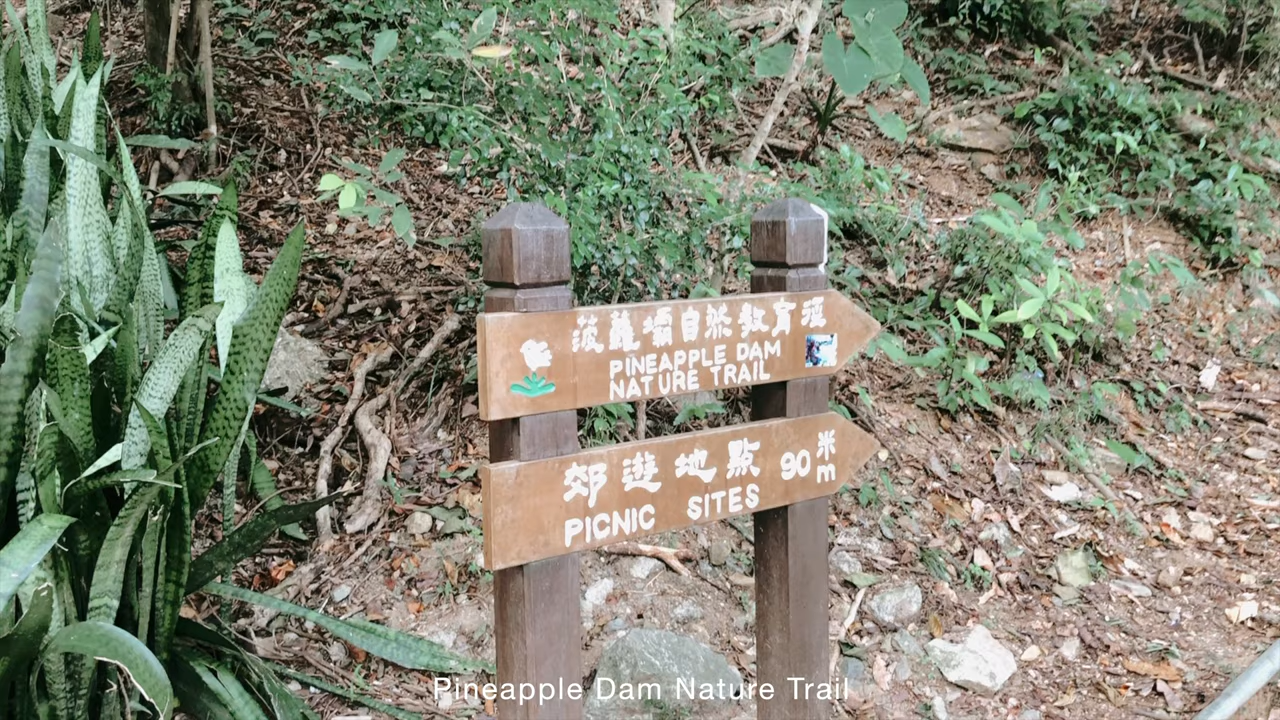 菠蘿壩自然教育徑
PINEAPPLE DAM
NATURE TRAIL
郊遊地點 90米
PICNIC SITES m
Pineapple Dam Nature Trail